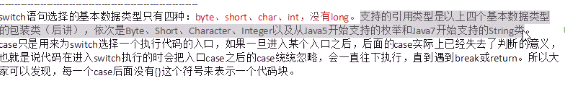 switch语句选择的基本数据类型只有四种：byte、short、char、int，没有long。支持的引用类型是以上四个基本数据类型
的包装类（后讲），依次是Byte、Short、Character、Integer以及从Java5开始支持的枚举和Java7开始支持的String类。
case只是用来为switch选择一个执行代码的入口，如果一旦进入某个入口之后，后面的case实际上已经失去了判断的意义，
也就是说代码在进入switch执行的时候会把入口case之后的case统统忽略，会一直往下执行，直到遇到break或return。所以大
家可以发现，每一个case后面没有{}这个符号来表示一个代码块。